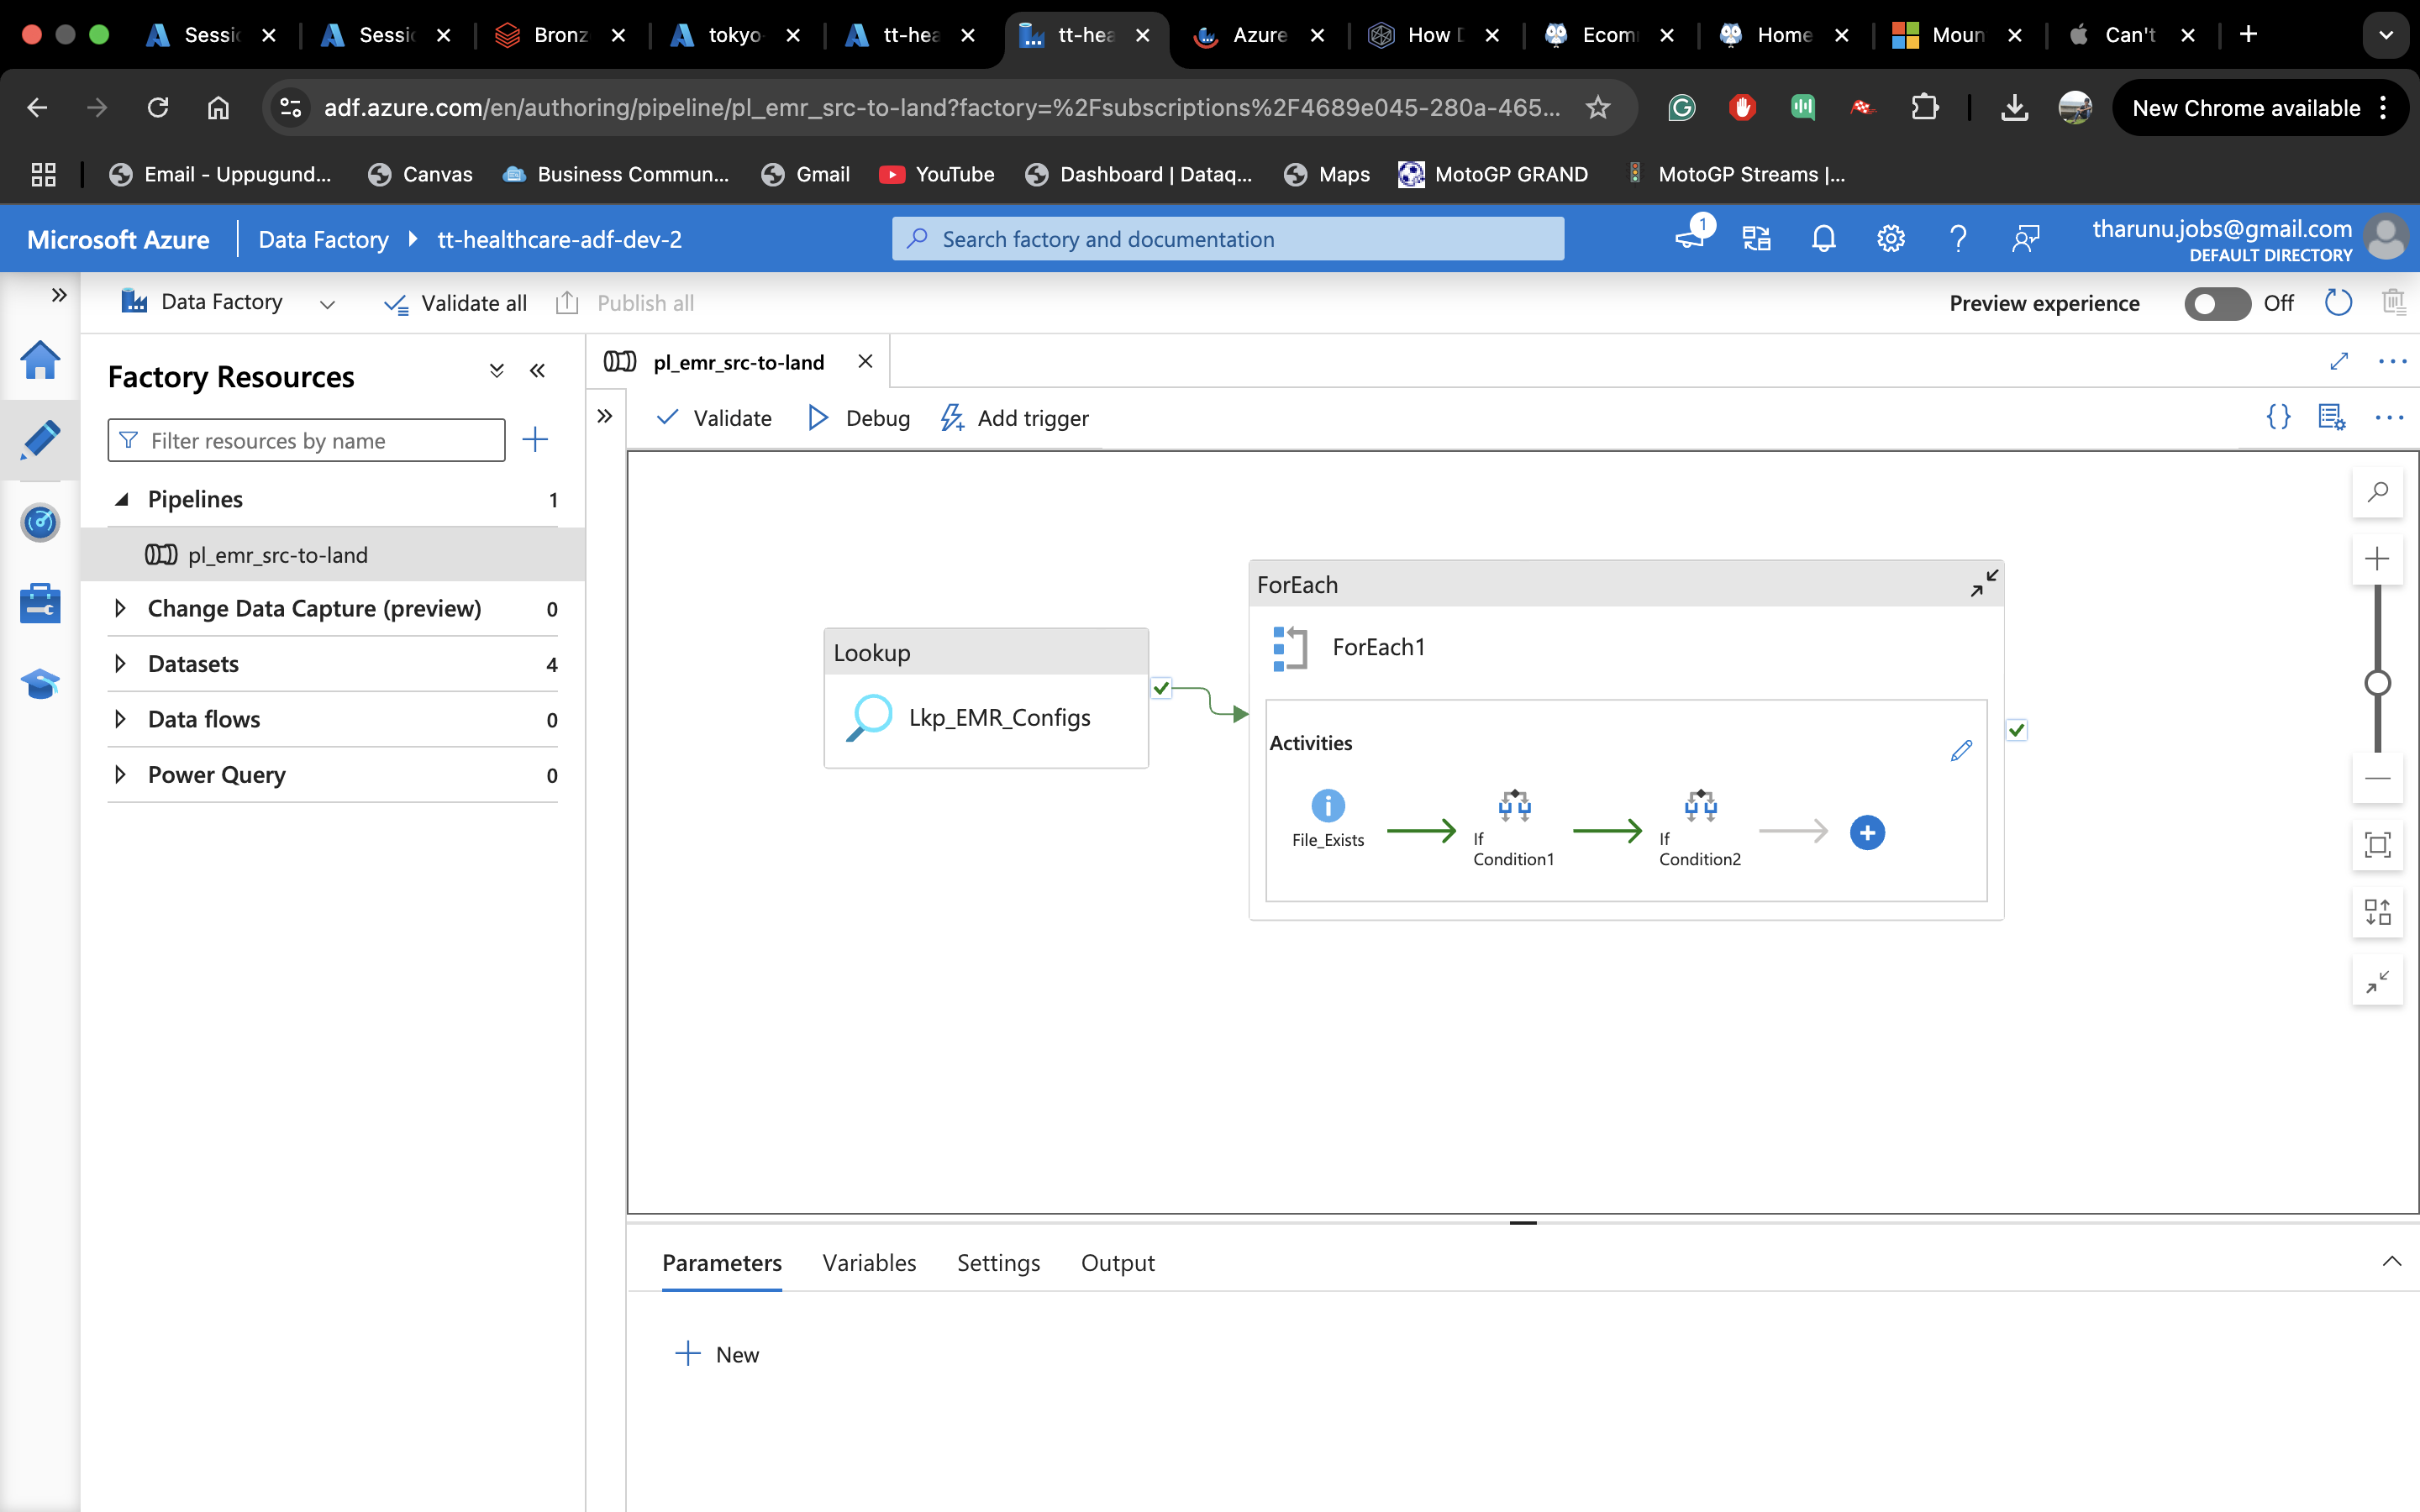 Sessi
Sessi
Bronz
tokyo-
tt-hea
tt-hea
Azure
How D
Ecom
Home
Moun
Can't
adf.azure.com/en/authoring/pipeline/pl_emr_src-to-land?factory=%2Fsubscriptions%2F4689e045-280a-465...
New Chrome available
Email - Uppugund...
Canvas
Business Commun...
Gmail
YouTube
Dashboard | Dataq...
Maps
MotoGP GRAND
MotoGP Streams |...
Microsoft Azure
Data Factory
tt-healthcare-adf-dev-2
Search factory and documentation
1
tharunu.jobs@gmail.com
DEFAULT DIRECTORY
Data Factory
Validate all
Publish all
Preview experience
Off
Factory Resources
Filter resources by name
Pipelines 1
pl_emr_src-to-land
Change Data Capture (preview) 0
Datasets 4
Data flows 0
Power Query 0
pl_emr_src-to-land
Validate
Debug
Add trigger
Lookup
Lkp_EMR_Configs
ForEach
ForEach1
Activities
File_Exists
If
Condition1
If
Condition2
Parameters
Variables
Settings
Output
New